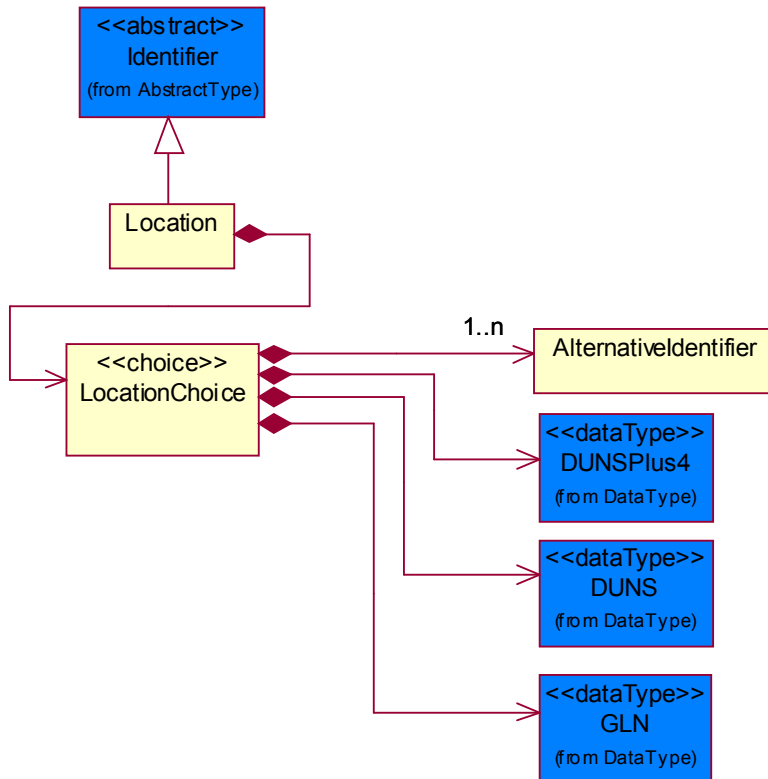 <<abstract>>
Identifier
(from AbstractType)
Location
1..n
<<choice>>
LocationChoice
AlternativeIdentifier
<<dataType>>
DUNSPlus4
(from DataType)
<<dataType>>
DUNS
(from DataType)
<<dataType>>
GLN
(from DataType)